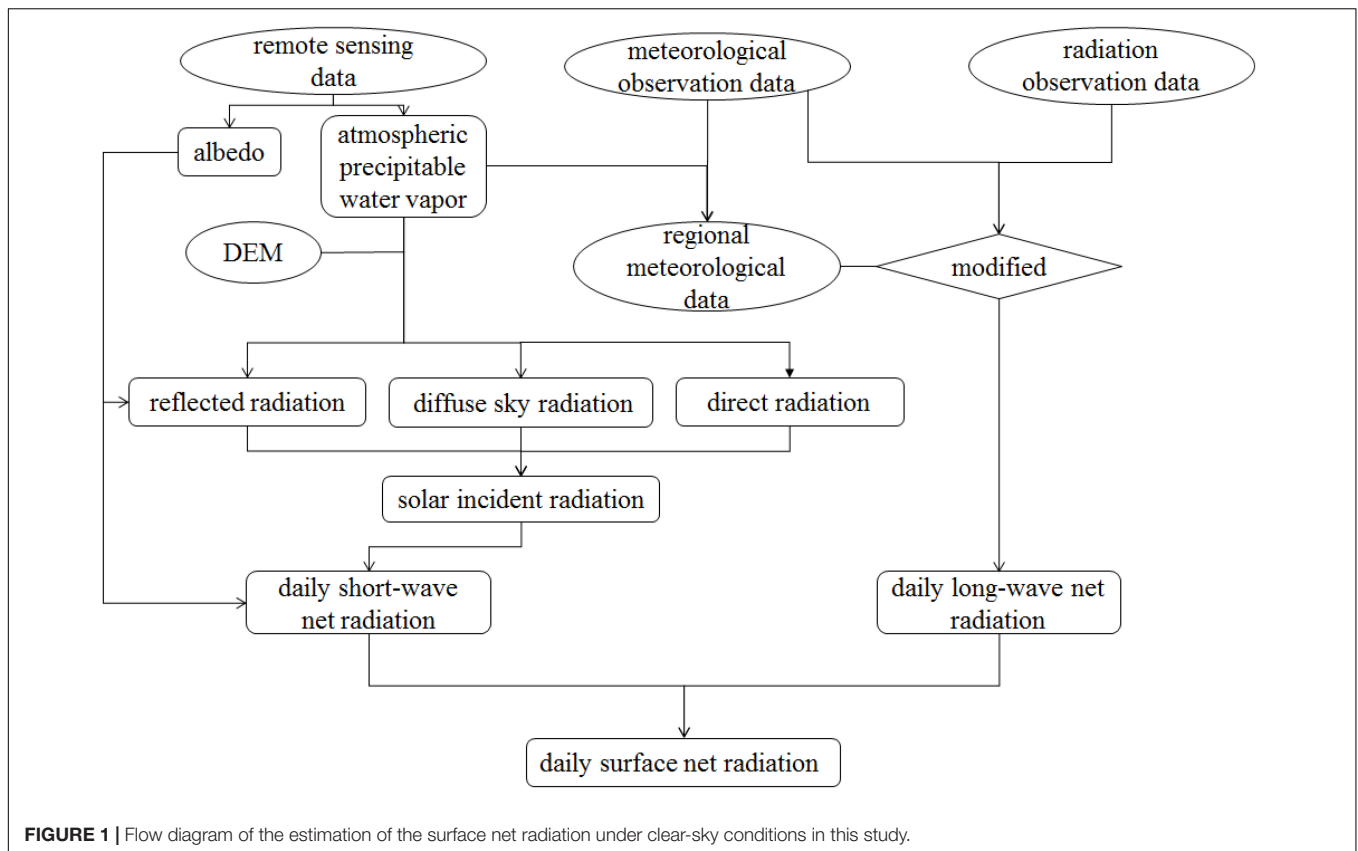 remote sensing
data
meteorological
observation data
radiation
observation data
albedo
atmospheric
precipitable
water vapor
DEM
regional
meteorological
data
modified
reflected radiation
diffuse sky radiation
direct radiation
solar incident radiation
daily short-wave
net radiation
daily long-wave net
radiation
daily surface net radiation
FIGURE 1 | Flow diagram of the estimation of the surface net radiation under clear-sky conditions in this study.